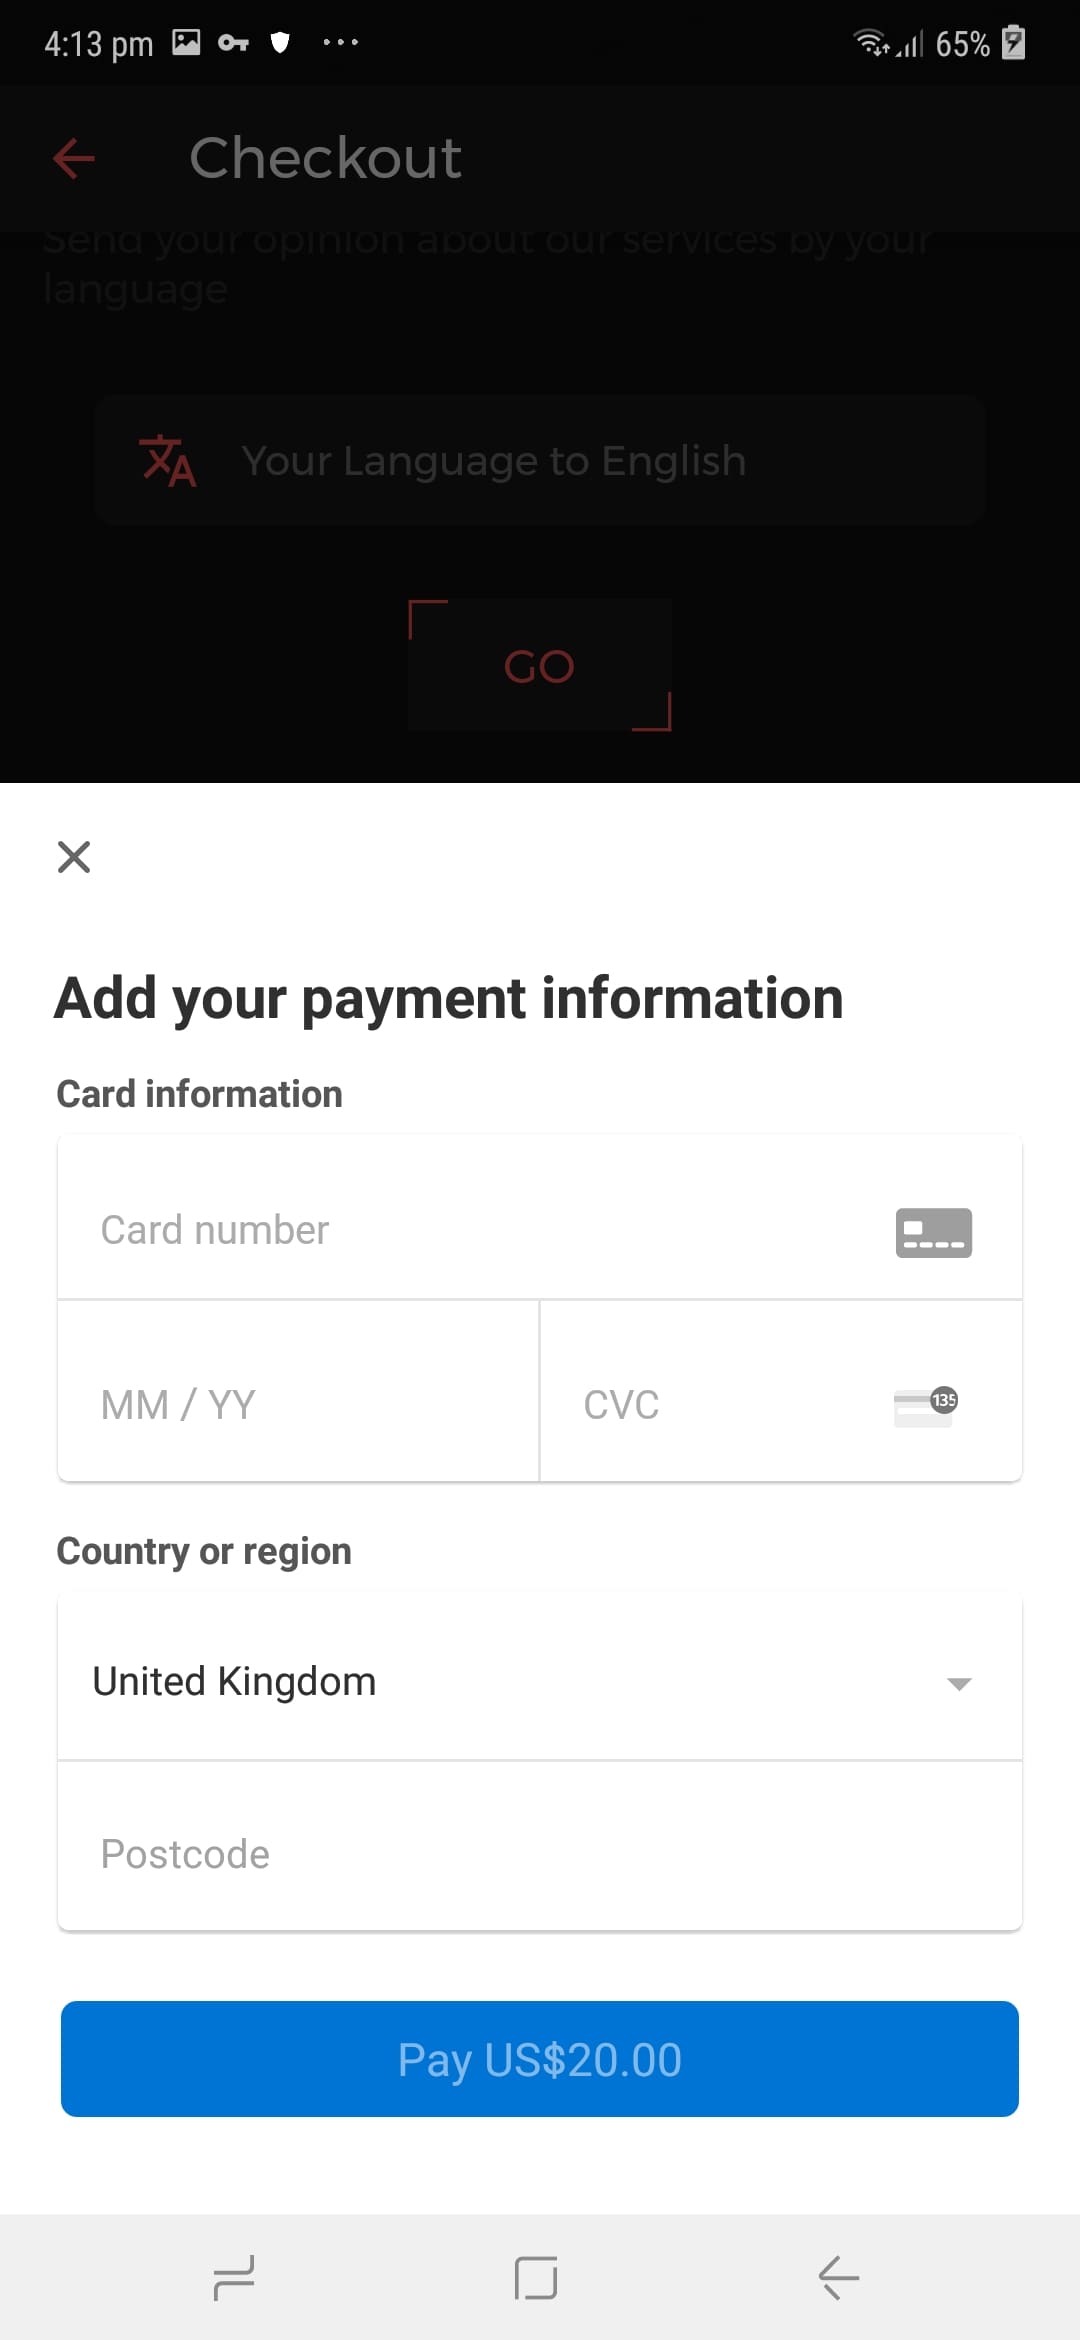 4:13 pm 65%
Checkout
Send your opinion about our services by your
language
Your Language to English
GO
Add your payment information
Card information
Card number
MM / YY CVC 135
Country or region
United Kingdom
Postcode
Pay US$20.00